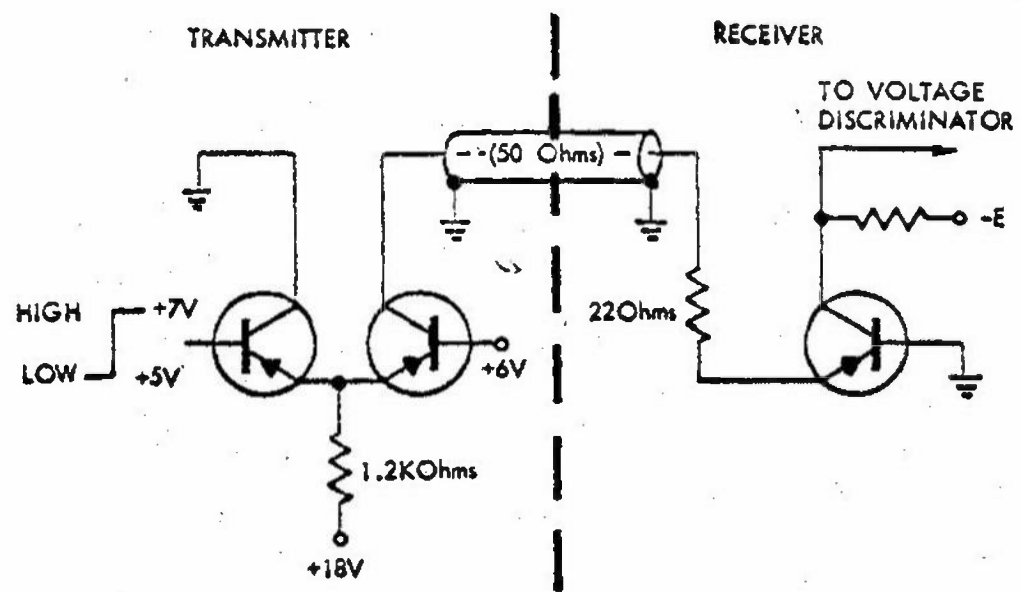 TRANSMITTER
RECEIVER
TO VOLTAGE
DISCRIMINATOR
(50 Ohms)
-E
HIGH
+7V
22Ohms
LOW
+5V
+6V
1.2KOhms
+18V